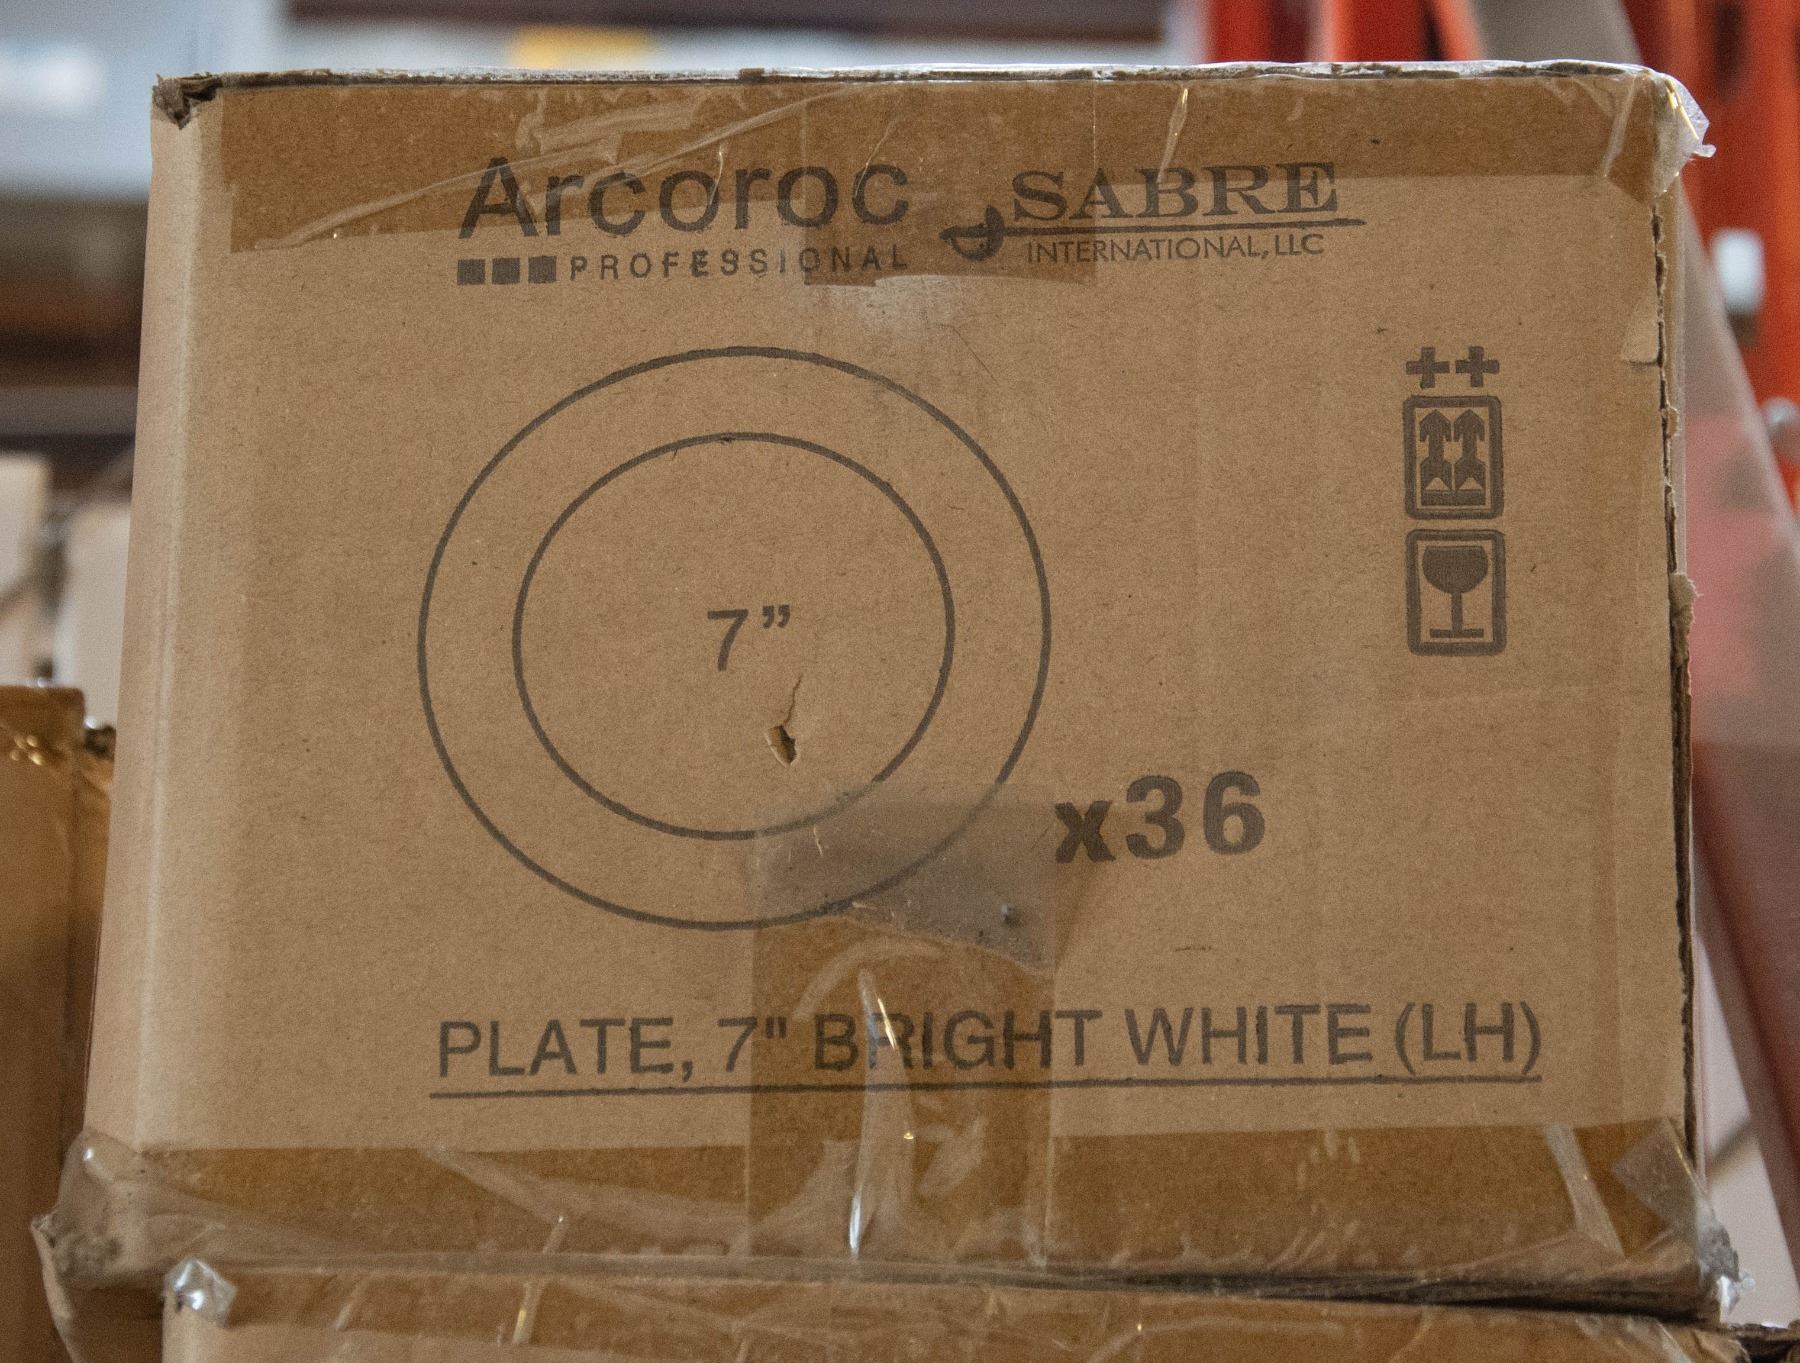 Arcoroc
PROFESSIONAL
SABRE
INTERNATIONAL, LLC
7”
x36
PLATE, 7" BRIGHT WHITE (LH)